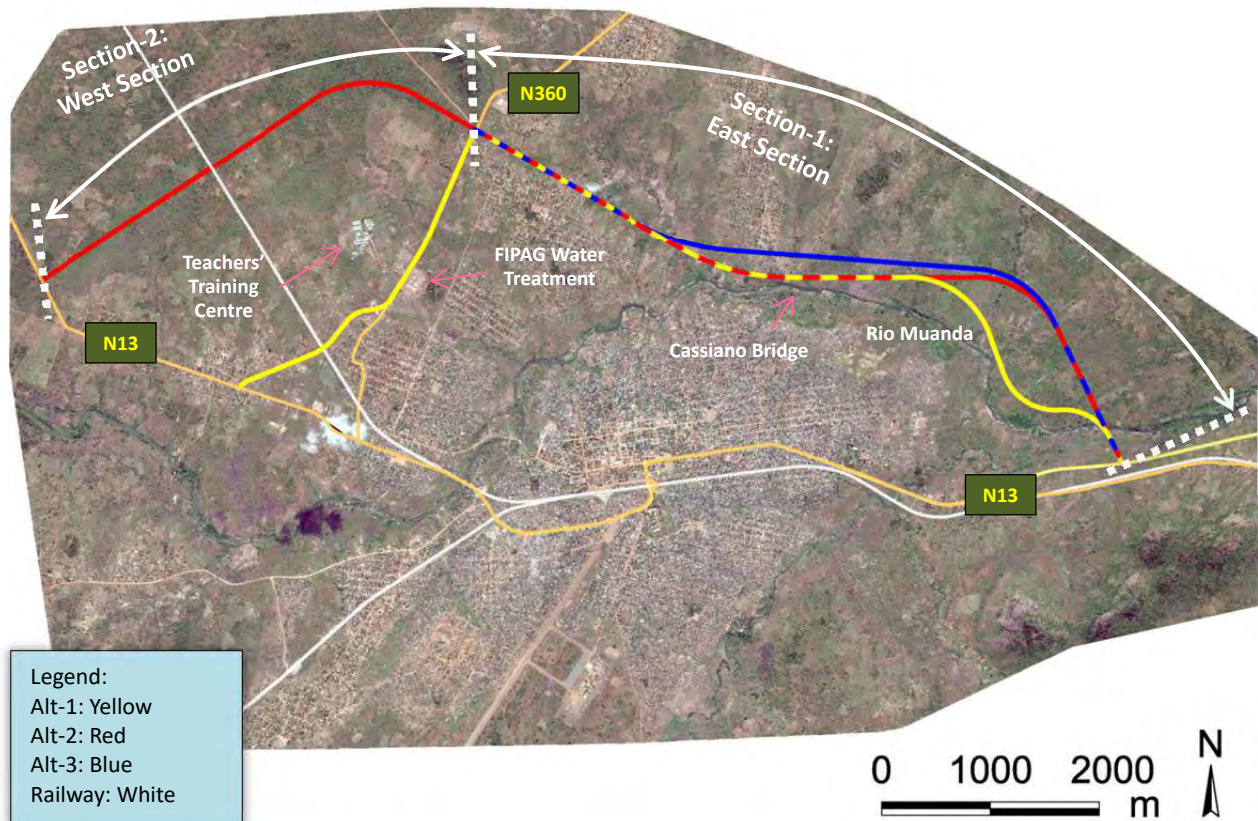 Section-2:
West Section
N360
Section-1:
East Section
Teachers'
Training
Centre
FIPAG Water
Treatment
N13
Cassiano Bridge
Rio Muanda
N13
Legend:
Alt-1: Yellow
Alt-2: Red
Alt-3: Blue
Railway: White
N
0 1000 2000
m